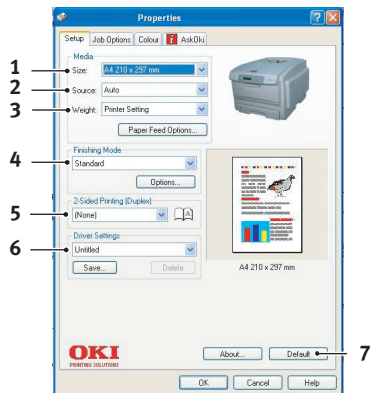 Properties
Setup Job Options Colour AskOki
Media
1 Size: A4 210 x 297 mm
2 Source: Auto
3 Weight: Printer Setting
Paper Feed Options...
4 Finishing Mode
Standard
Options...
2-Sided Printing (Duplex)
5 (None) A
Driver Settings
6 Untitled
Save... Delete
A4 210 x 297 mm
OKI
PRINTING SOLUTIONS
About... Default 7
OK Cancel Help